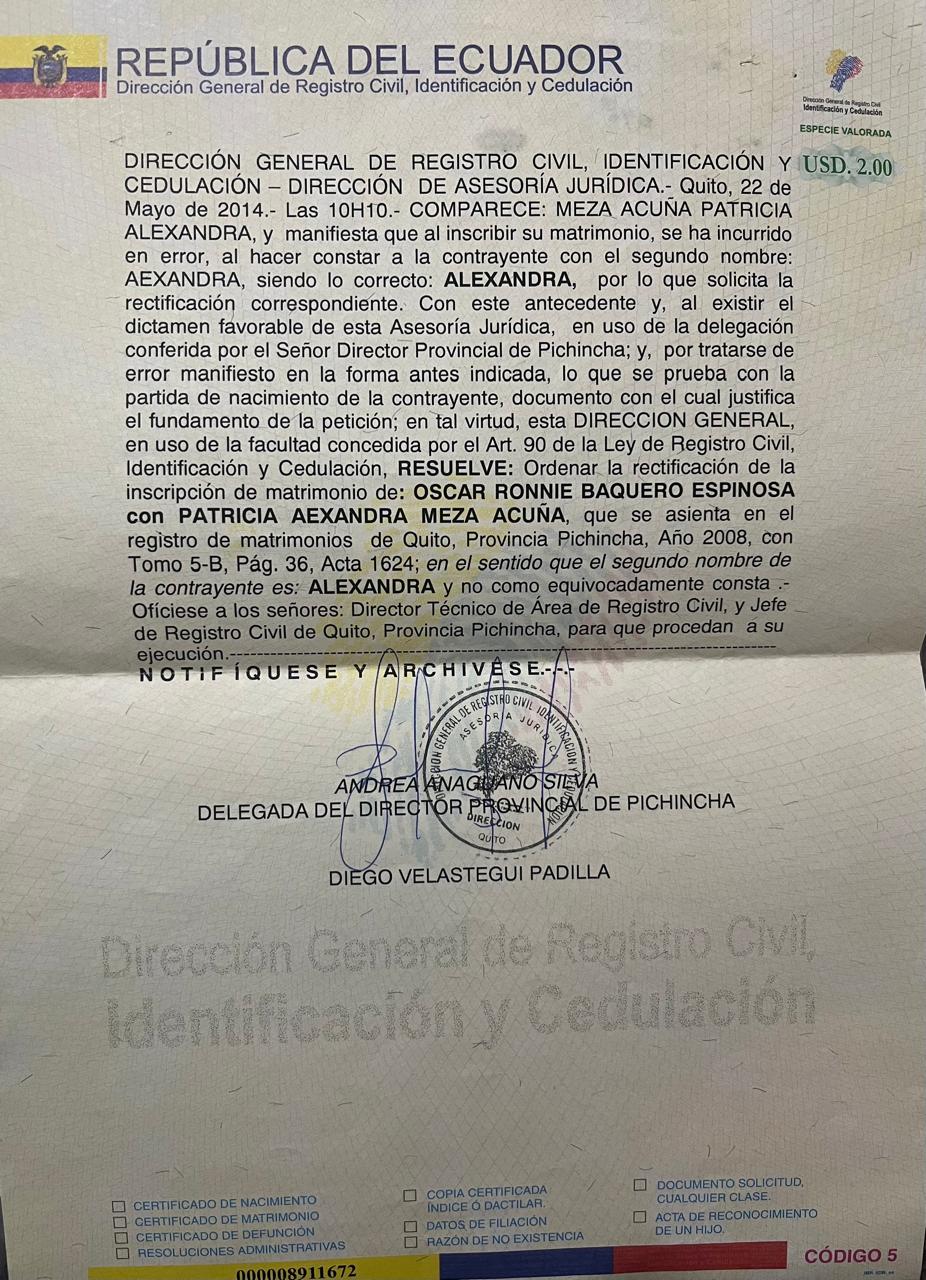 REPÚBLICA DEL ECUADOR
Dirección General de Registro Civil, Identificación y Cedulación
Dirección General de Registro Civil
Identificación y Cedulación
ESPECIE VALORADA
USD. 2.00
DIRECCIÓN GENERAL DE REGISTRO CIVIL, IDENTIFICACIÓN Y
CEDULACIÓN – DIRECCIÓN DE ASESORÍA JURÍDICA.- Quito, 22 de
Mayo de 2014.- Las 10H10.- COMPARECE: MEZA ACUÑA PATRICIA
ALEXANDRA, y manifiesta que al inscribir su matrimonio, se ha incurrido
en error, al hacer constar a la contrayente con el segundo nombre:
AEXANDRA, siendo lo correcto: ALEXANDRA, por lo que solicita la
rectificación correspondiente. Con este antecedente y, al existir el
dictamen favorable de esta Asesoría Jurídica, en uso de la delegación
conferida por el Señor Director Provincial de Pichincha; y, por tratarse de
error manifiesto en la forma antes indicada, lo que se prueba con la
partida de nacimiento de la contrayente, documento con el cual justifica
el fundamento de la petición; en tal virtud, esta DIRECCION GENERAL,
en uso de la facultad concedida por el Art. 90 de la Ley de Registro Civil,
Identificación y Cedulación, RESUELVE: Ordenar la rectificación de la
inscripción de matrimonio de: OSCAR RONNIE BAQUERO ESPINOSA
con PATRICIA AEXANDRA MEZA ACUÑA, que se asienta en el
registro de matrimonios de Quito, Provincia Pichincha, Año 2008, con
Tomo 5-B, Pág. 36, Acta 1624; en el sentido que el segundo nombre de
la contrayente es: ALEXANDRA y no como equivocadamente consta .-
Ofíciese a los señores: Director Técnico de Área de Registro Civil, y Jefe
de Registro Civil de Quito, Provincia Pichincha, para que procedan a su
ejecución.------------------------------------------------------------------------
NOTIFÍQUESE Y ARCHIVESE.-.-.-
DIRECCION GENERAL DE REGISTRO CIVIL IDENTIFICACION Y CEDULACION
ASESORIA JURIDICA
DIRECCION
QUITO
ANDREA ANAGUANO SILVA
DELEGADA DEL DIRECTOR PROVINCIAL DE PICHINCHA
DIEGO VELASTEGUI PADILLA
Dirección General de Registro Civil,
Identificación y Cedulación
CERTIFICADO DE NACIMIENTO
CERTIFICADO DE MATRIMONIO
CERTIFICADO DE DEFUNCIÓN
RESOLUCIONES ADMINISTRATIVAS
COPIA CERTIFICADA
ÍNDICE Ó DACTILAR.
DATOS DE FILIACIÓN
RAZÓN DE NO EXISTENCIA
DOCUMENTO SOLICITUD,
CUALQUIER CLASE.
ACTA DE RECONOCIMIENTO
DE UN HIJO.
CÓDIGO 5
000008911672